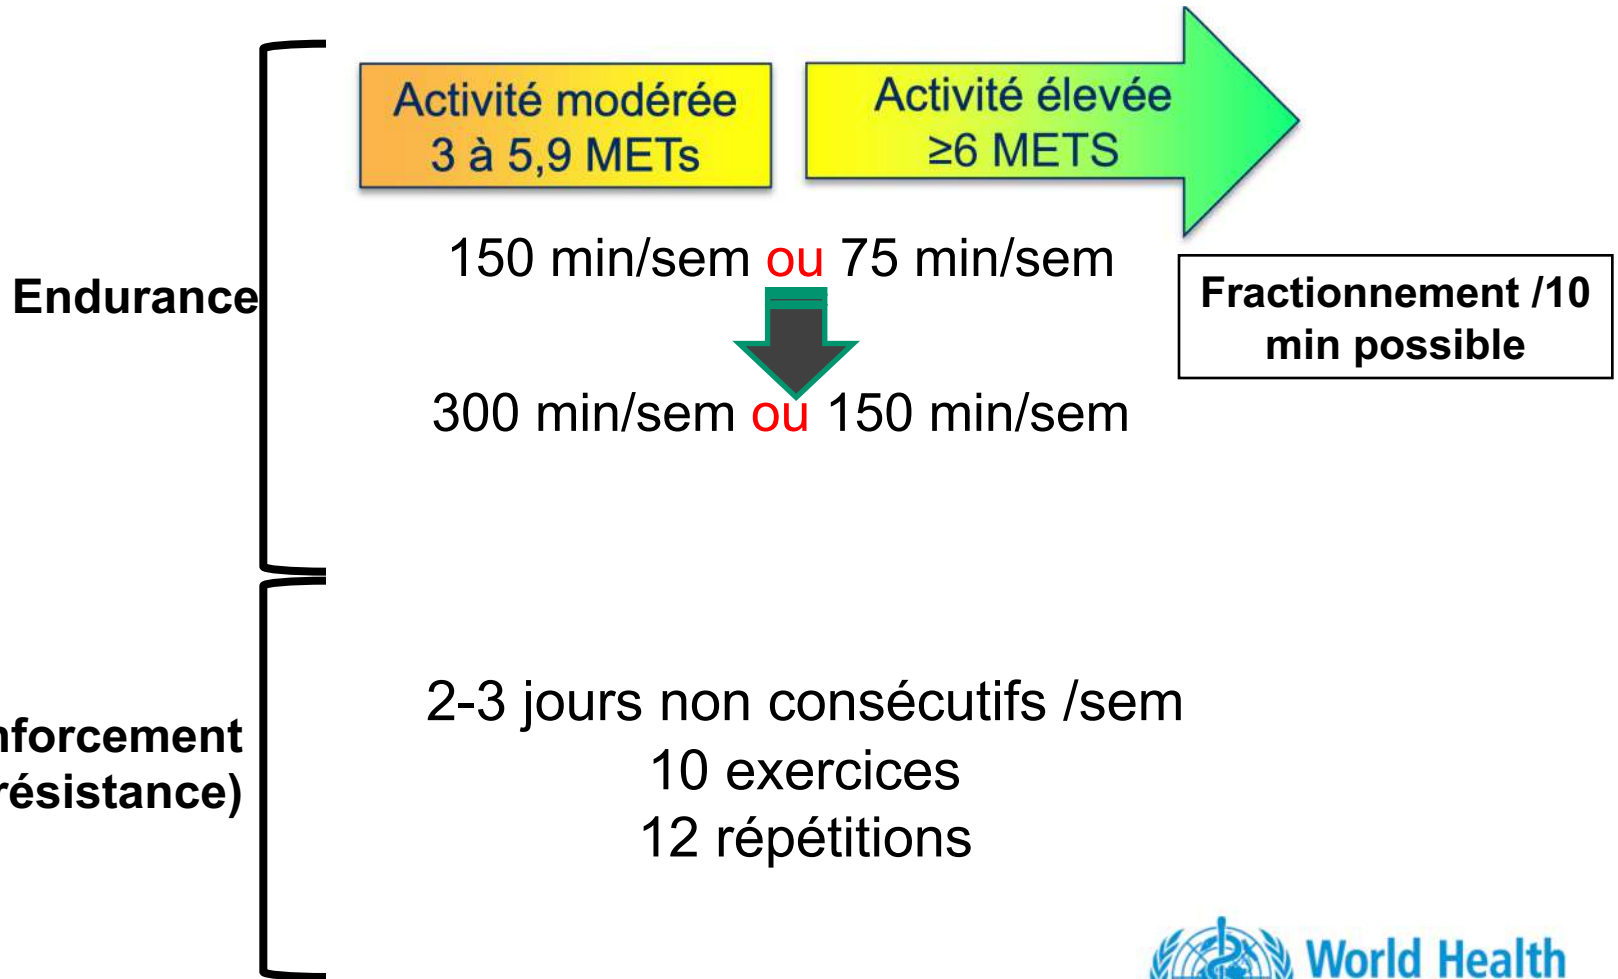 Activité modérée
3 à 5,9 METs
Activité élevée
≥6 METS
150 min/sem ou 75 min/sem
Endurance
Fractionnement /10
min possible
300 min/sem ou 150 min/sem
2-3 jours non consécutifs /sem
nforcement
résistance)
10 exercices
12 répétitions
World Health